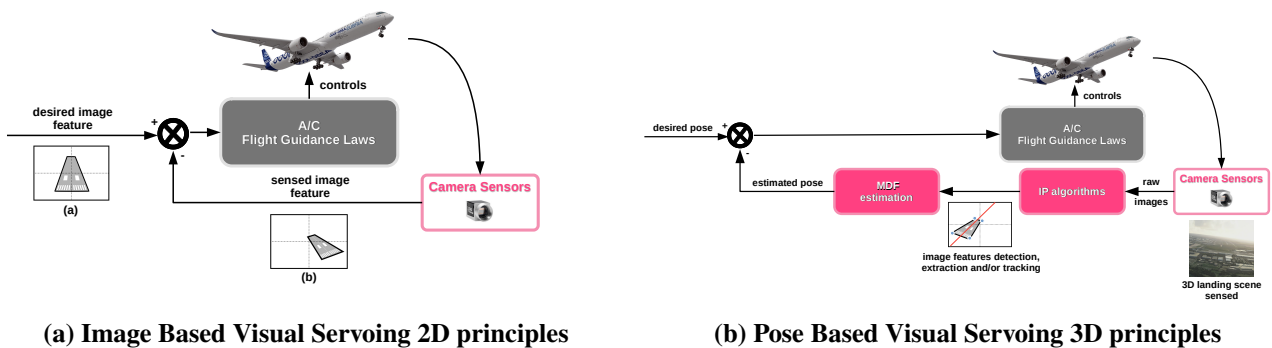 desired image
feature
+
-
(a)
controls
A/C
Flight Guidance Laws
sensed image
feature
Camera Sensors
(b)
(a) Image Based Visual Servoing 2D principles
desired pose
+
-
controls
A/C
Flight Guidance Laws
estimated pose
MDF
estimation
IP algorithms
raw
images
Camera Sensors
image features detection,
extraction and/or tracking
3D landing scene
sensed
(b) Pose Based Visual Servoing 3D principles